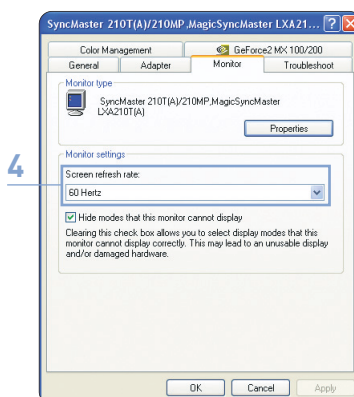 SyncMaster 210T(A)/210MP,MagicSyncMaster LXA21...
Color Management
GeForce2 MX 100/200
General
Adapter
Monitor
Troubleshoot
Monitor type
SyncMaster 210T(A)/210MP,MagicSyncMaster
LXA210T(A)
Properties
Monitor settings
4
Screen refresh rate:
60 Hertz
Hide modes that this monitor cannot display
Clearing this check box allows you to select display modes that this
monitor cannot display correctly. This may lead to an unusable display
and/or damaged hardware.
OK
Cancel
Apply